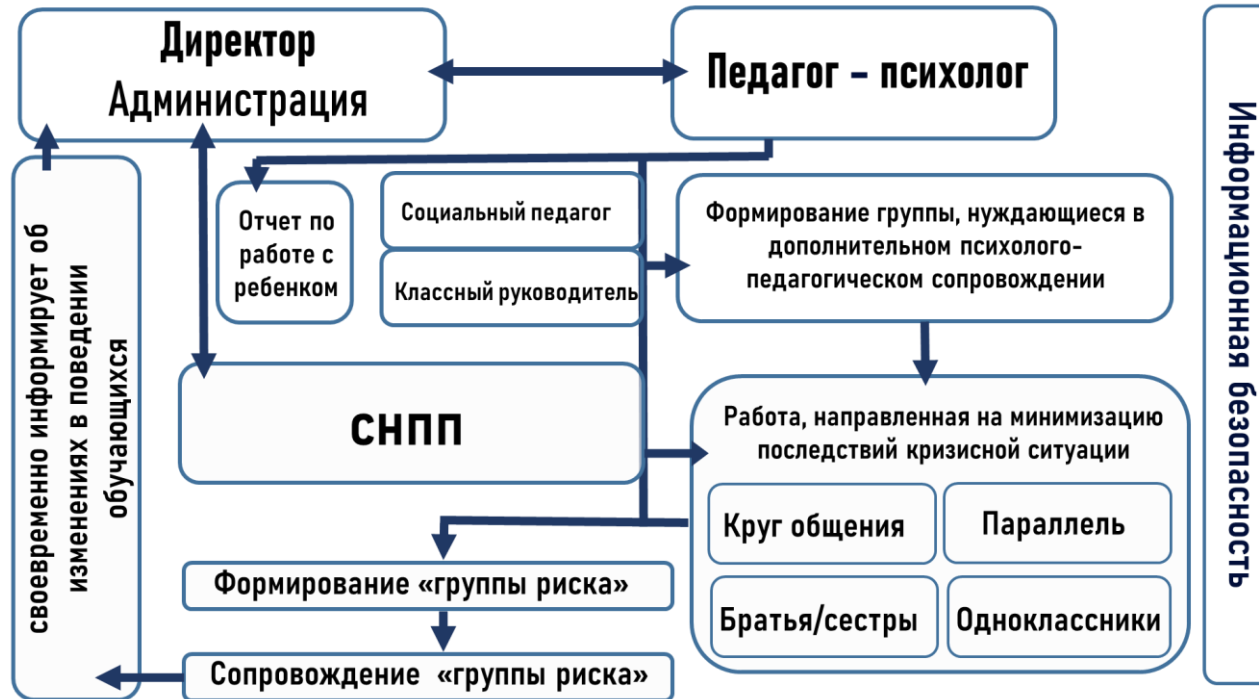 Директор
Администрация
Педагог - психолог
Информационная безопасность
своевременно информирует об
изменениях в поведении
обучающихся
Отчет по
работе с
ребенком
Социальный педагог
Классный руководитель
Формирование группы, нуждающиеся в
дополнительном психолого-
педагогическом сопровождении
СНПП
Работа, направленная на минимизацию
последствий кризисной ситуации
Круг общения
Параллель
Братья/сестры
Одноклассники
Формирование «группы риска»
Сопровождение «группы риска»